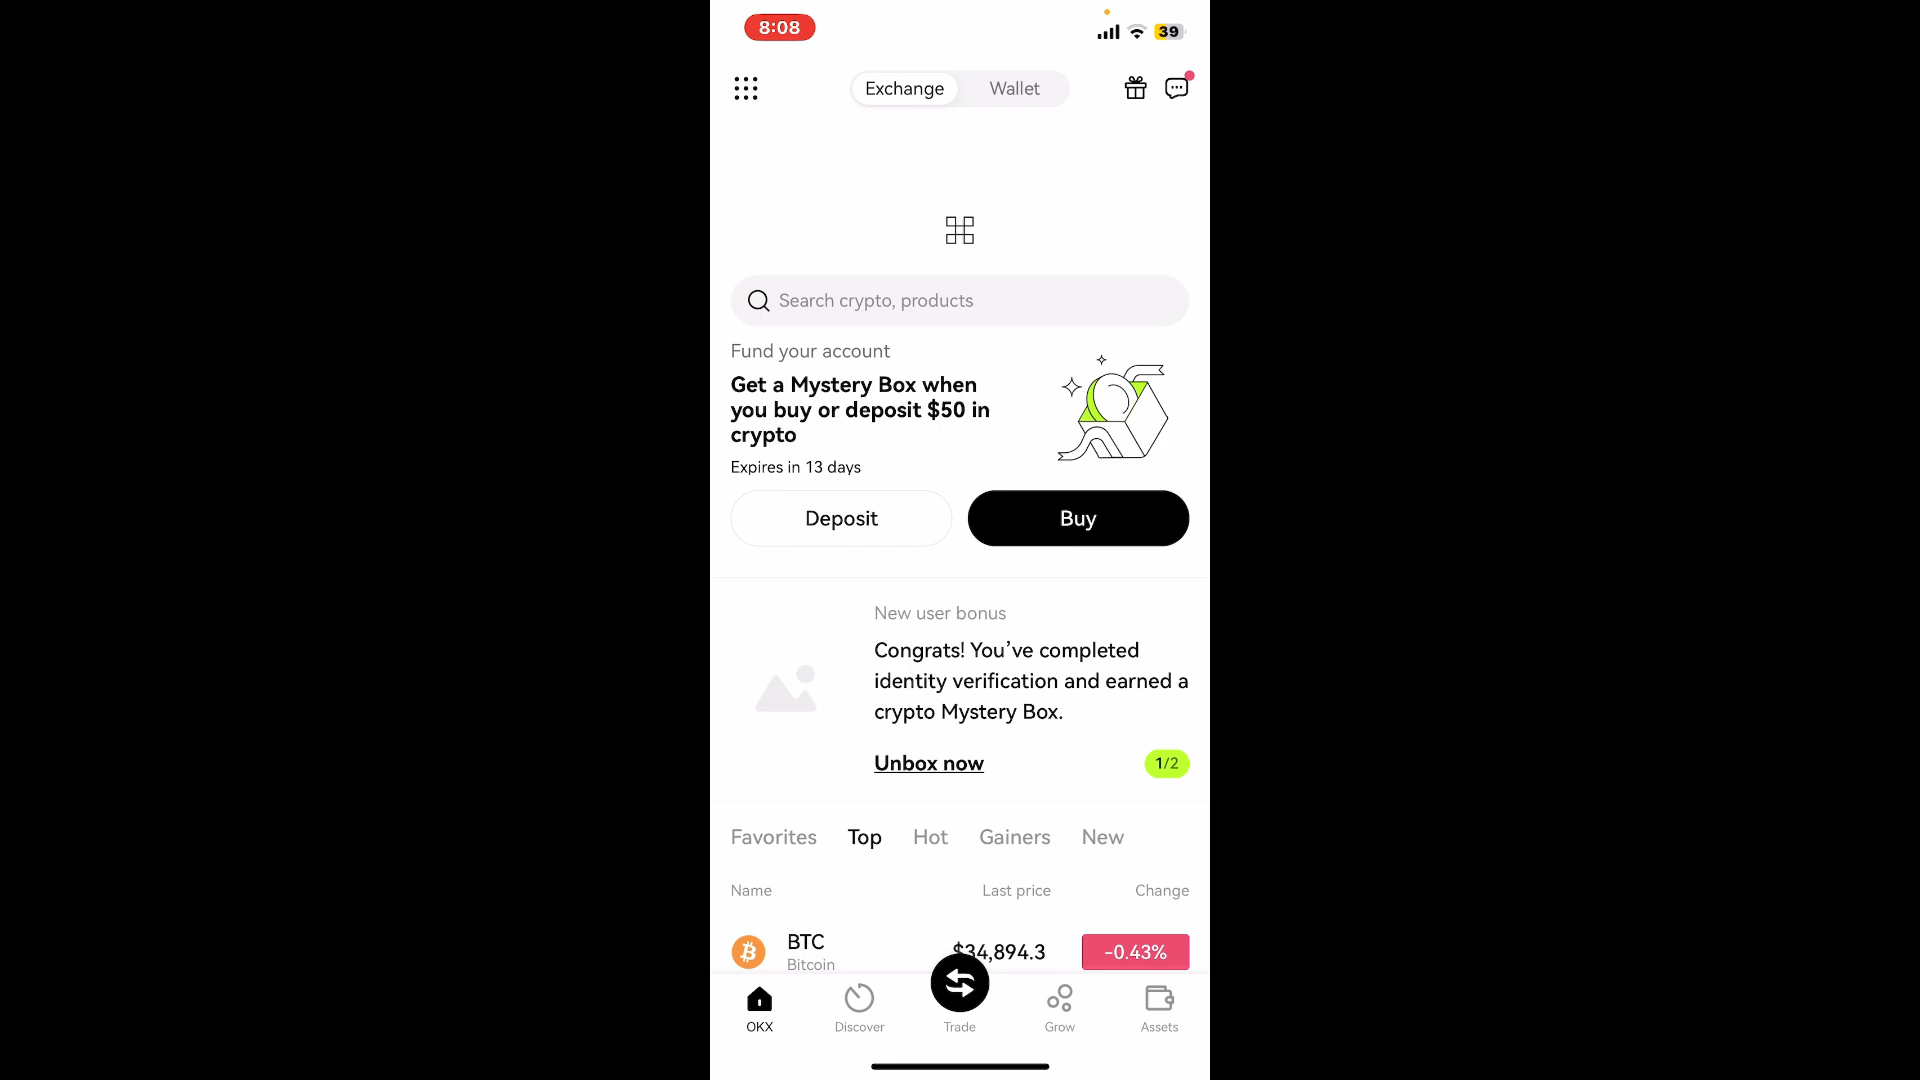 8:08
39
Exchange Wallet
Search crypto, products
Fund your account
Get a Mystery Box when
you buy or deposit $50 in
crypto
Expires in 13 days
Deposit Buy
New user bonus
Congrats! You’ve completed
identity verification and earned a
crypto Mystery Box.
Unbox now 1/2
Favorites Top Hot Gainers New
Name Last price Change
BTC $34,894.3 -0.43%
Bitcoin
OKX Discover Trade Grow Assets